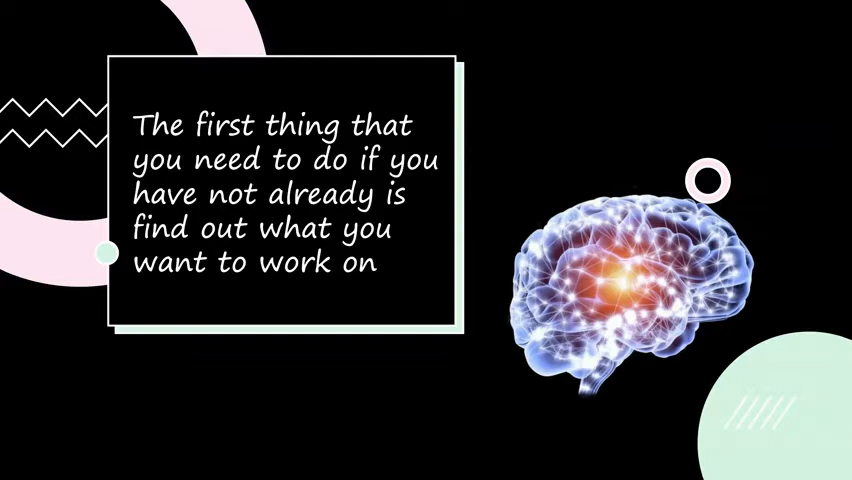 The first thing that
you need to do if you
have not already is
find out what you
want to work on